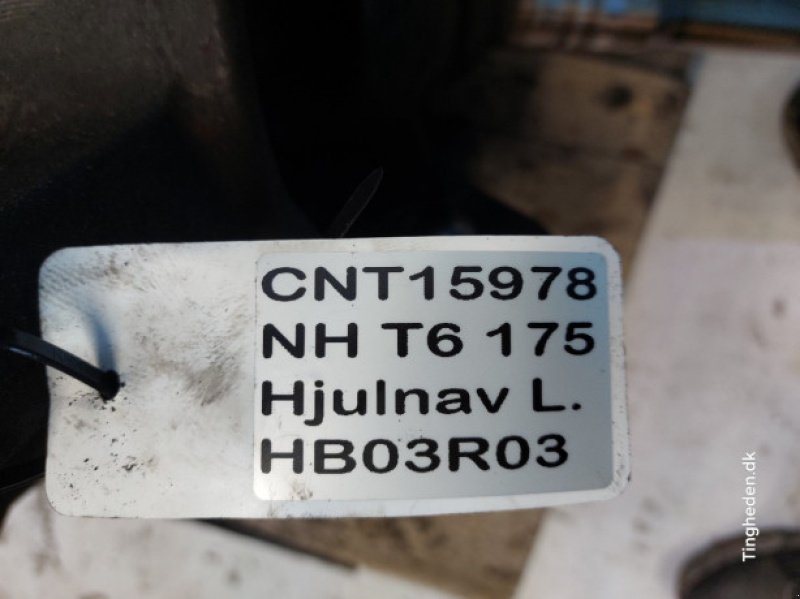 CNT15978
NH T6 175
Hjulnav L.
HB03R03
Tingheden.dk